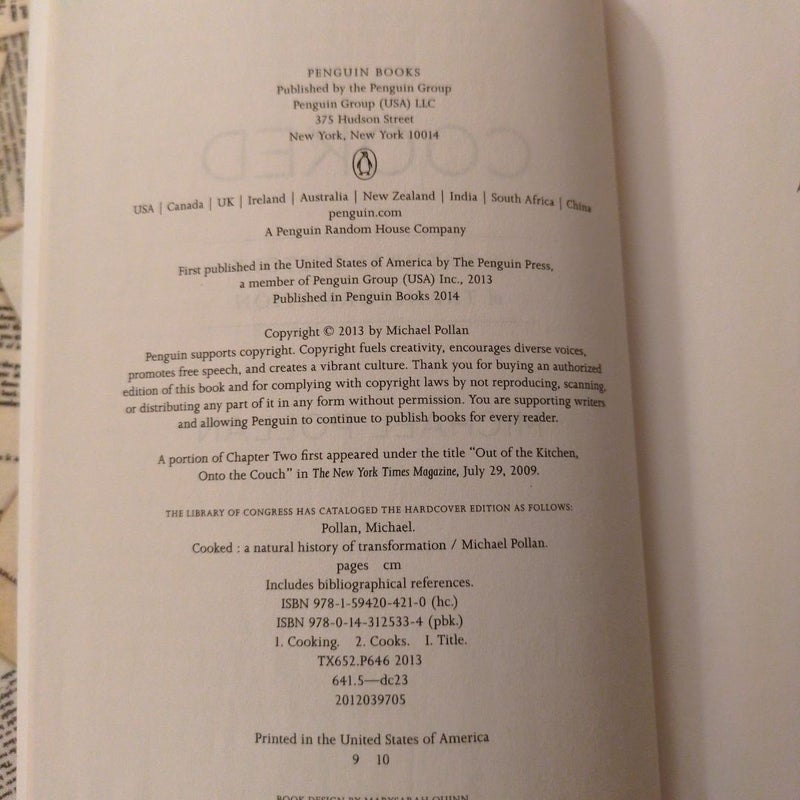 PENGUIN BOOKS
Published by the Penguin Group
Penguin Group (USA) LLC
375 Hudson Street
New York, New York 10014
USA | Canada | UK | Ireland | Australia | New Zealand | India | South Africa | China
penguin.com
A Penguin Random House Company
First published in the United States of America by The Penguin Press,
a member of Penguin Group (USA) Inc., 2013
Published in Penguin Books 2014
Copyright © 2013 by Michael Pollan
Penguin supports copyright. Copyright fuels creativity, encourages diverse voices,
promotes free speech, and creates a vibrant culture. Thank you for buying an authorized
edition of this book and for complying with copyright laws by not reproducing, scanning,
or distributing any part of it in any form without permission. You are supporting writers
and allowing Penguin to continue to publish books for every reader.
A portion of Chapter Two first appeared under the title "Out of the Kitchen,
Onto the Couch" in The New York Times Magazine, July 29, 2009.
THE LIBRARY OF CONGRESS HAS CATALOGED THE HARDCOVER EDITION AS FOLLOWS:
Pollan, Michael.
Cooked : a natural history of transformation / Michael Pollan.
pages cm
Includes bibliographical references.
ISBN 978-1-59420-421-0 (hc.)
ISBN 978-0-14-312533-4 (pbk.)
1. Cooking. 2. Cooks. I. Title.
TX652.P646 2013
641.5—dc23
2012039705
Printed in the United States of America
9 10
BOOK DESIGN BY MARYSARAH QUINN